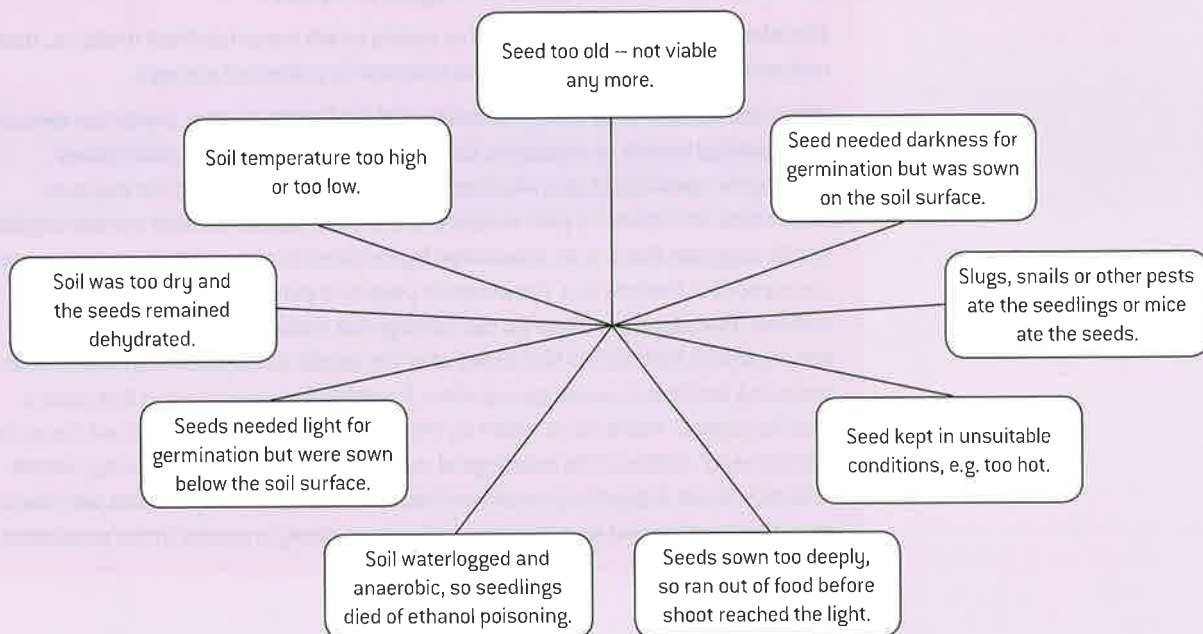 Seed too old – not viable
any more.
Seed needed darkness for
germination but was sown
on the soil surface.
Slugs, snails or other pests
ate the seedlings or mice
ate the seeds.
Seed kept in unsuitable
conditions, e.g. too hot.
Seeds sown too deeply,
so ran out of food before
shoot reached the light.
Soil waterlogged and
anaerobic, so seedlings
died of ethanol poisoning.
Seeds needed light for
germination but were sown
below the soil surface.
Soil was too dry and
the seeds remained
dehydrated.
Soil temperature too high
or too low.